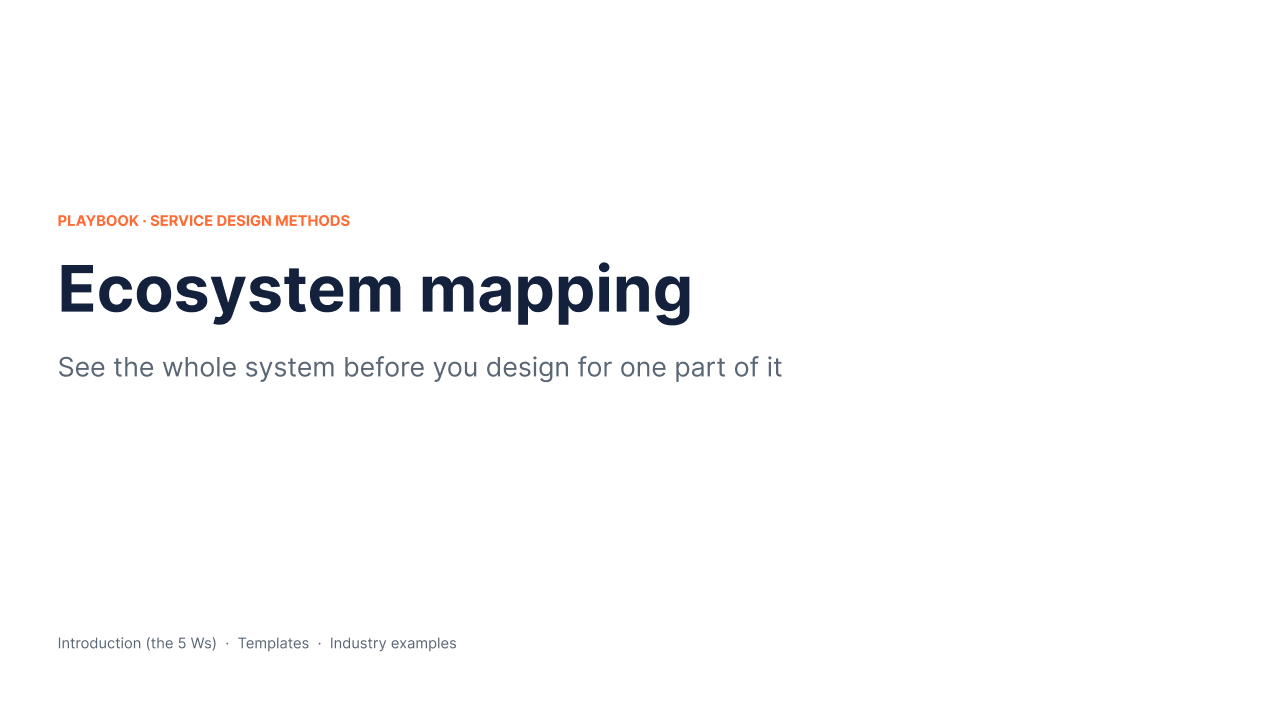 PLAYBOOK · SERVICE DESIGN METHODS
Ecosystem mapping
See the whole system before you design for one part of it
Introduction (the 5 Ws) · Templates · Industry examples